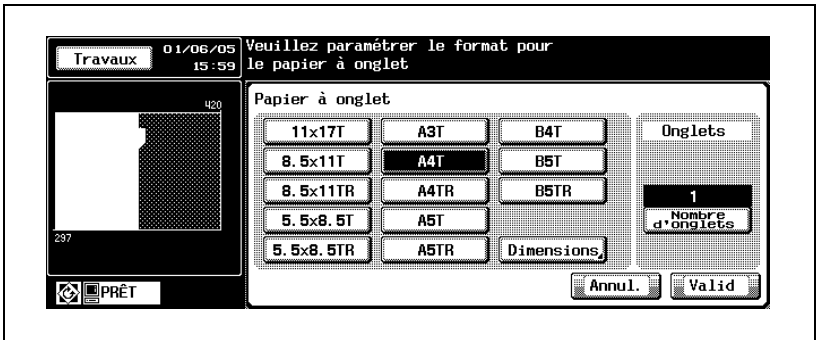 Travaux
01/06/05
15:59
Veuillez paramétrer le format pour
le papier à onglet
420
297
PRÊT
Papier à onglet
11x17T A3T B4T
8.5x11T A4T B5T
8.5x11TR A4TR B5TR
5.5x8.5T A5T
5.5x8.5TR A5TR Dimensions
Onglets
1
Nombre
d'onglets
Annul. Valid